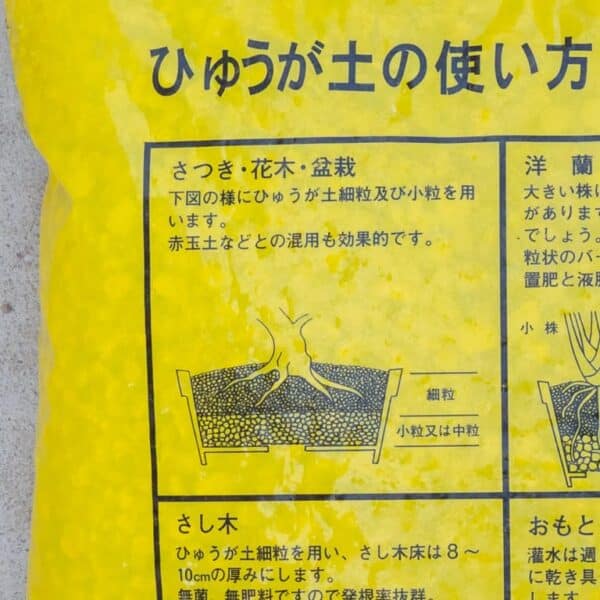 ひゅうが土の使い方
さつき・花木・盆栽
下図の様にひゅうが土細粒及び小粒を用
います。
赤玉土などとの混用も効果的です。
細粒
小粒又は中粒
洋蘭
大きい株に
があります
でしょう。
粒状のバー
置肥と液肥
小株
さし木
ひゅうが土細粒を用い、さし木床は8～
10cmの厚みにします。
無菌、無肥料ですので発根率抜群。
おもと
灌水は週
に乾き具
します。